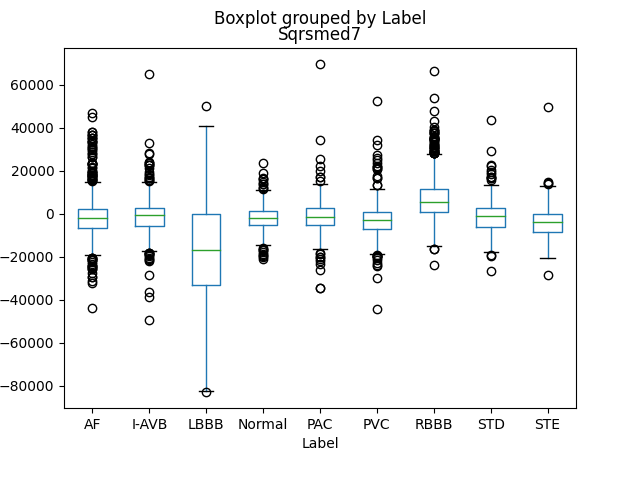 Boxplot grouped by Label
Sqrsmed7
60000
40000
20000
0
−20000
−40000
−60000
−80000
AF I-AVB LBBB Normal PAC PVC RBBB STD STE
Label